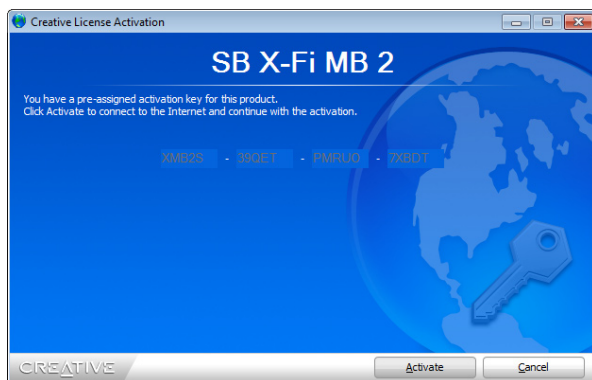 Creative License Activation
SB X-Fi MB 2
You have a pre-assigned activation key for this product.
Click Activate to connect to the Internet and continue with the activation.
XMB2S - 39QET - PMRUO - 7XBDT
CREATIVE
Activate Cancel